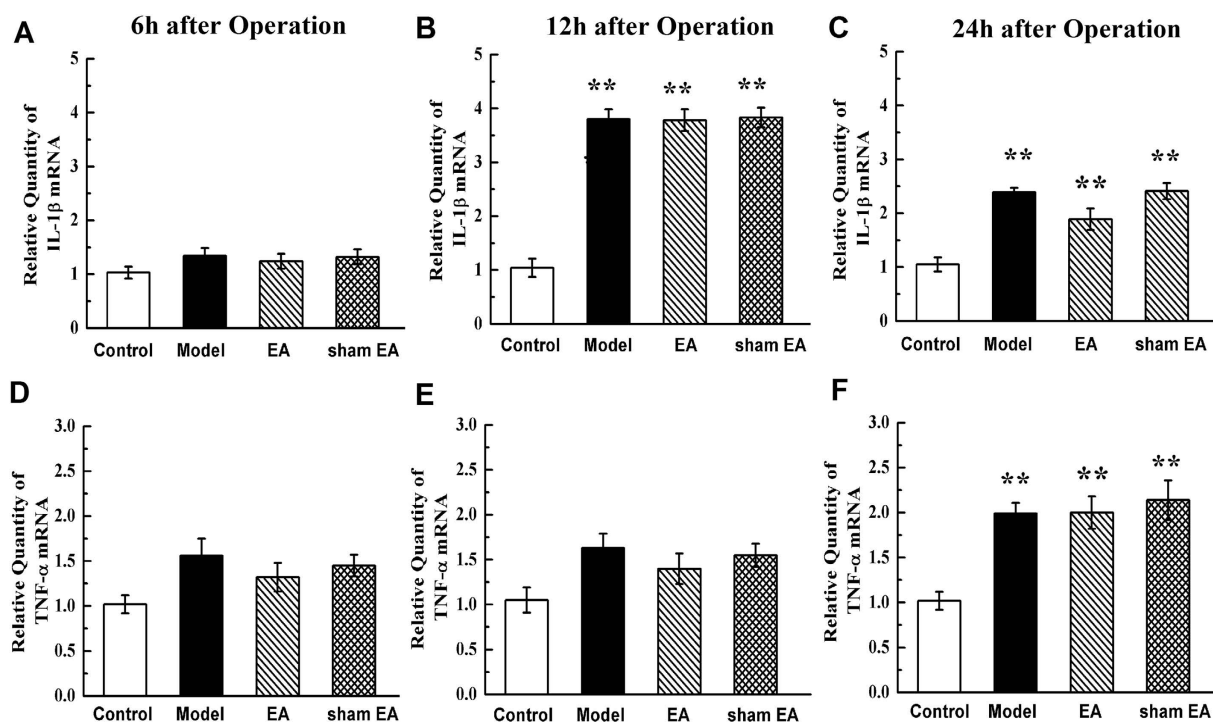 A
6h after Operation
Relative Quantity of
IL-1β mRNA
5
4
3
2
1
0
Control Model EA sham EA
B
12h after Operation
Relative Quantity of
IL-1β mRNA
5
4
3
2
1
0
** ** **
Control Model EA sham EA
C
24h after Operation
Relative Quantity of
IL-1β mRNA
5
4
3
2
1
0
** ** **
Control Model EA sham EA
D
Relative Quantity of
TNF-α mRNA
3.0
2.5
2.0
1.5
1.0
0.5
0.0
Control Model EA sham EA
E
Relative Quantity of
TNF-α mRNA
3.0
2.5
2.0
1.5
1.0
0.5
0.0
Control Model EA sham EA
F
Relative Quantity of
TNF-α mRNA
3.0
2.5
2.0
1.5
1.0
0.5
0.0
** ** **
Control Model EA sham EA